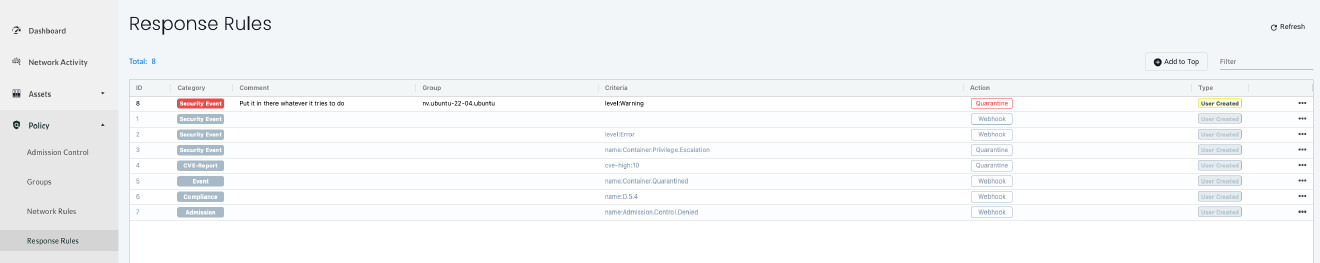 Response Rules
Dashboard
Refresh
Network Activity
Total: 8
Add to Top
Filter
Assets
ID Category Comment Group Criteria Action Type
8 Security Event Put it in there whatever it tries to do nv.ubuntu-22-04.ubuntu level:Warning Quarantine User Created
1 Security Event Webhook User Created
Policy
2 Security Event level:Error Webhook User Created
3 Security Event name:Container.Privilege.Escalation Quarantine User Created
Admission Control
4 CVE-Report cve-high:10 Quarantine User Created
5 Event name:Container.Quarantined Webhook User Created
Groups
6 Compliance name:D.5.4 Webhook User Created
7 Admission name:Admission.Control.Denied Webhook User Created
Network Rules
Response Rules